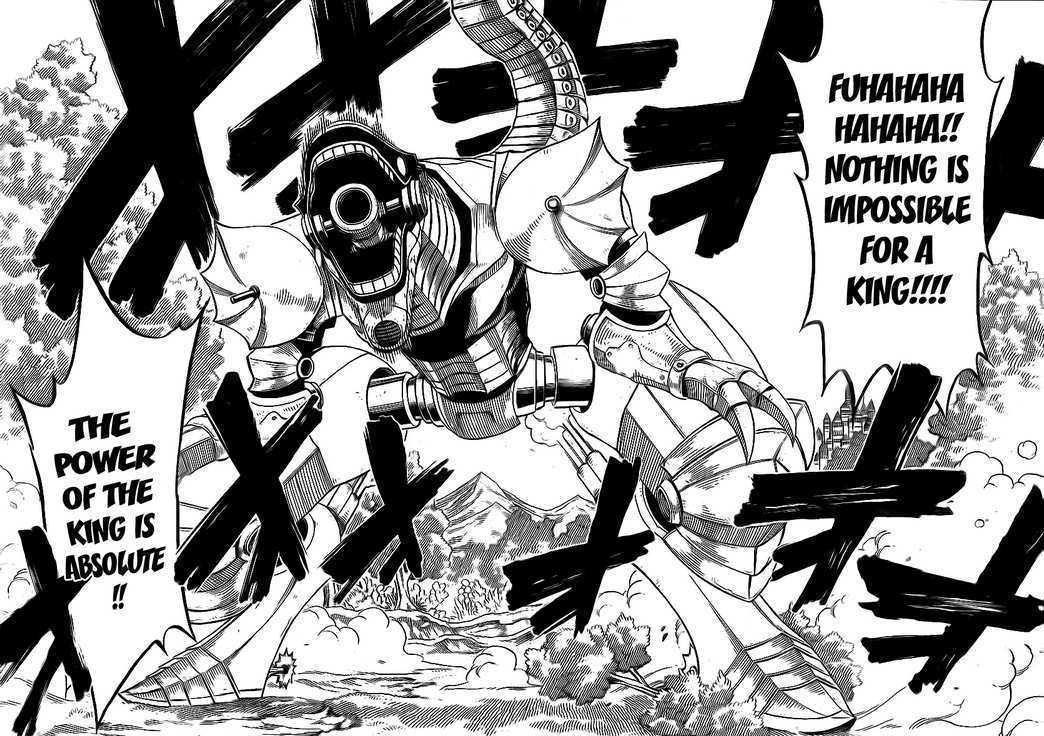 FUHAHAHA
HAHAHA!!
NOTHING IS
IMPOSSIBLE
FOR A
KING!!!!
THE
POWER
OF THE
KING IS
ABSOLUTE
!!